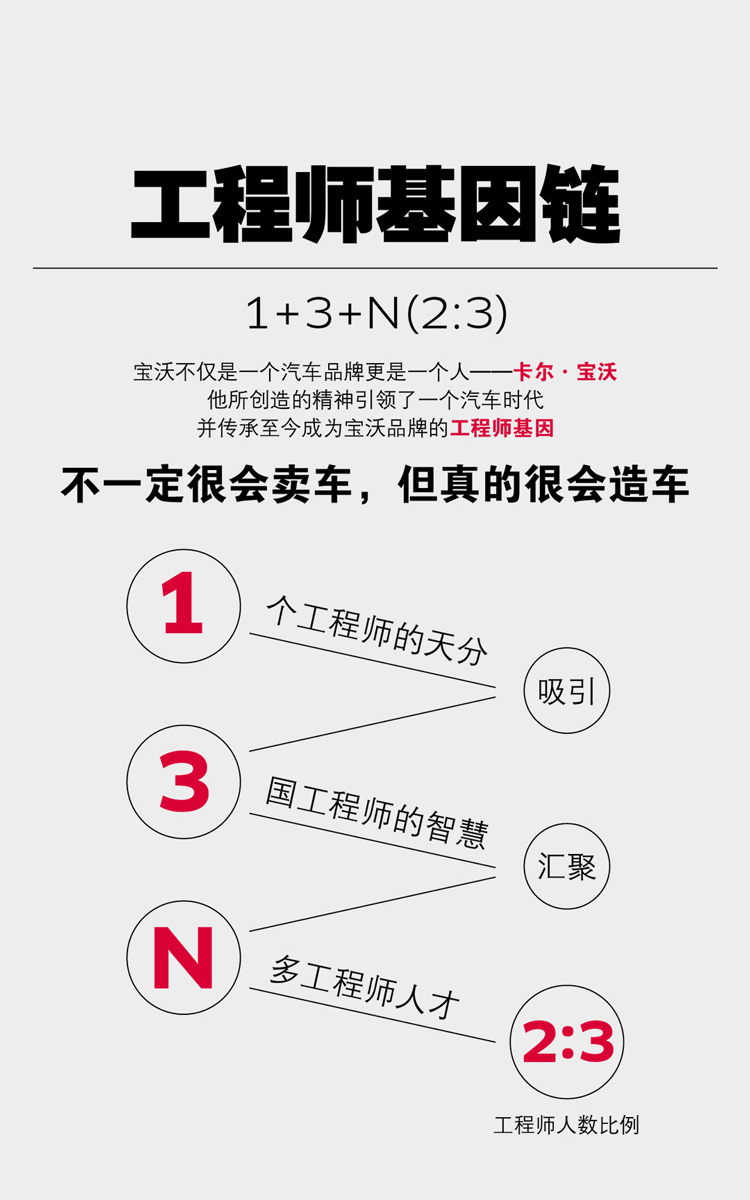 工程师基因链
1+3+N(2:3)
宝沃不仅是一个汽车品牌更是一个人——卡尔·宝沃
他所创造的精神引领了一个汽车时代
并传承至今成为宝沃品牌的工程师基因
不一定很会卖车，但真的很会造车
1
个工程师的天分
吸引
3
国工程师的智慧
汇聚
N
多工程师人才
2:3
工程师人数比例